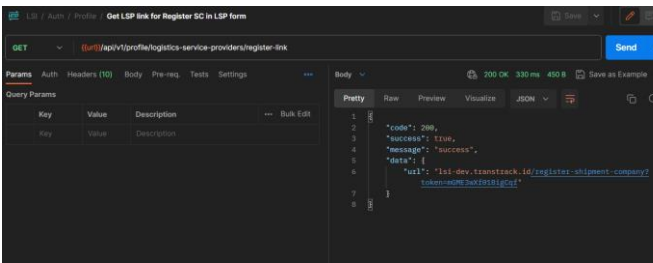 LSI / Auth / Profile / Get LSP link for Register SC in LSP form
Save
GET
{{url}}/api/v1/profile/logistics-service-providers/register-link
Send
Params Auth Headers (10) Body Pre-req. Tests Settings
Query Params
Key Value Description Bulk Edit
Key Value Description
Body 200 OK 330 ms 450 B Save as Example
Pretty Raw Preview Visualize JSON
1 {
2 "code": 200,
3 "success": true,
4 "message": "success",
5 "data": {
6 "url": "lsi-dev.transtrack.id/register-shipment-company?
7 }
8 }